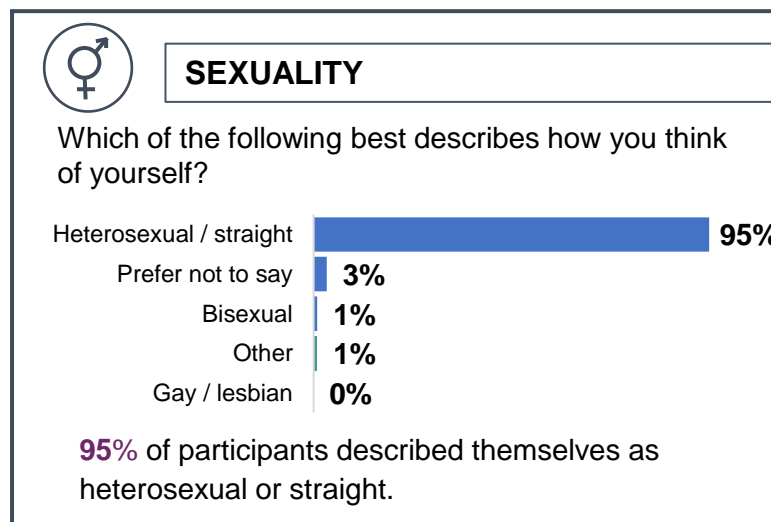 SEXUALITY
Which of the following best describes how you think
of yourself?
Heterosexual / straight 95%
Prefer not to say 3%
Bisexual 1%
Other 1%
Gay / lesbian 0%
95% of participants described themselves as
heterosexual or straight.